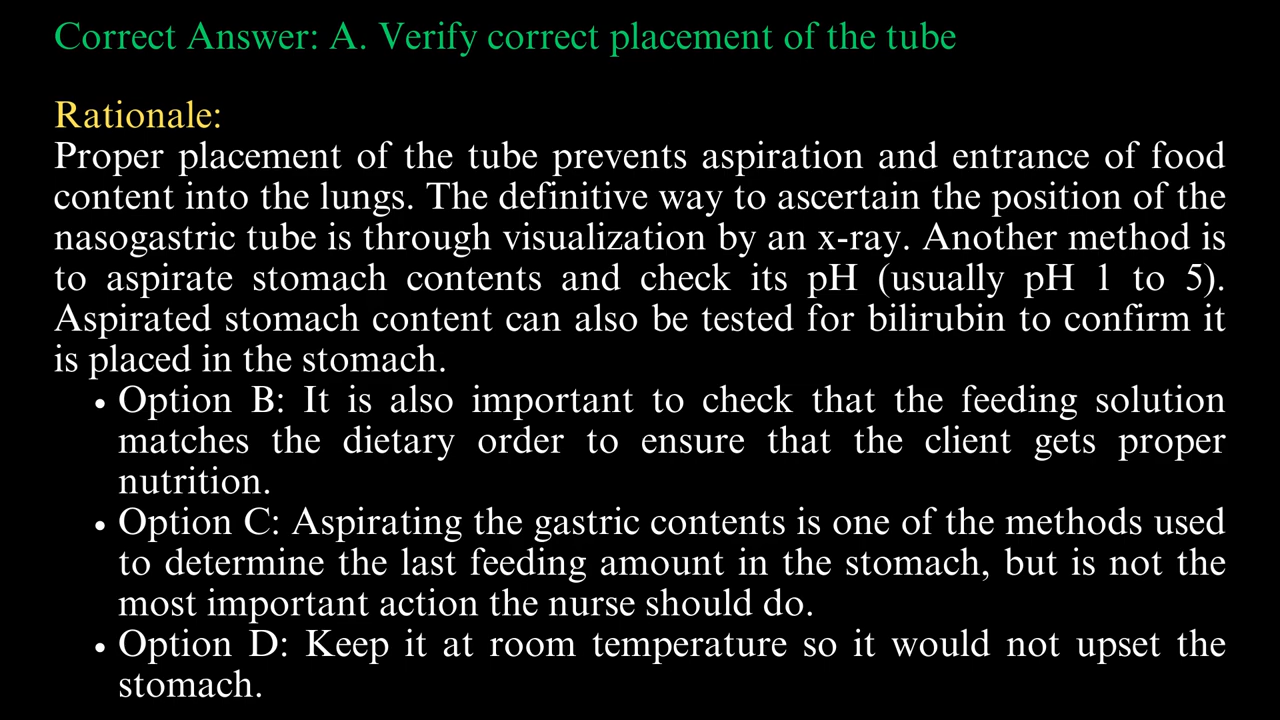 Correct Answer: A. Verify correct placement of the tube
Rationale:
Proper placement of the tube prevents aspiration and entrance of food
content into the lungs. The definitive way to ascertain the position of the
nasogastric tube is through visualization by an x-ray. Another method is
to aspirate stomach contents and check its pH (usually pH 1 to 5).
Aspirated stomach content can also be tested for bilirubin to confirm it
is placed in the stomach.
• Option B: It is also important to check that the feeding solution
matches the dietary order to ensure that the client gets proper
nutrition.
• Option C: Aspirating the gastric contents is one of the methods used
to determine the last feeding amount in the stomach, but is not the
most important action the nurse should do.
• Option D: Keep it at room temperature so it would not upset the
stomach.